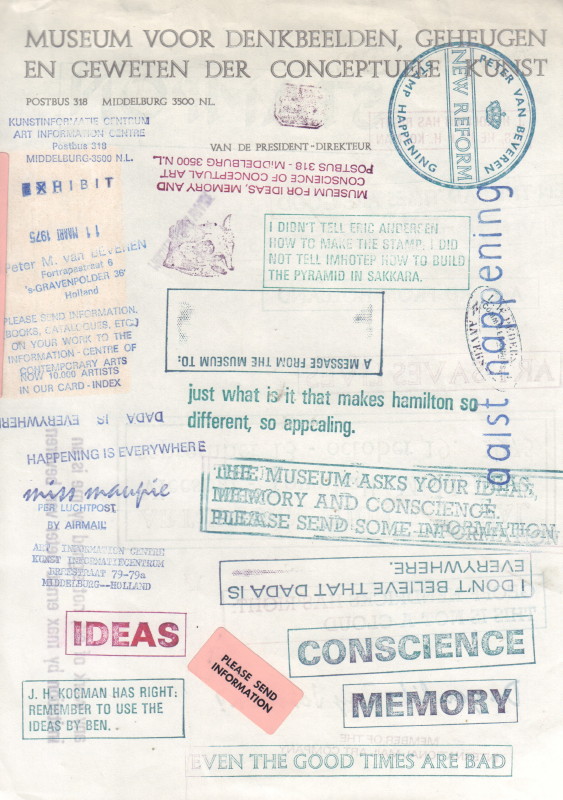 MUSEUM VOOR DENKBEELDEN, GEHEUGEN
EN GEWETEN DER CONCEPTUELE KUNST
POSTBUS 318 MIDDELBURG 3500 NL.
VAN DE PRESIDENT-DIREKTEUR
KUNSTINFORMATIE CENTRUM
ART INFORMATION CENTRE
Postbus 318
MIDDELBURG-3500 N.L.
MUSEUM FOR IDEAS, MEMORY AND
CONSCIENCE OF CONCEPTUAL ART
POSTBUS 318 - MIDDELBURG 3500 N.L.
PETER VAN BEVEREN
NEW REFORM
STAMP HAPPENING
EXHIBIT
11 MAART 1975
Peter M. van BEVEREN
Fortrapestraat 6
's-GRAVENPOLDER 36
Holland
I DIDN'T TELL ERIC ANDERSEN
HOW TO MAKE THE STAMP, I DID
NOT TELL IMHOTEP HOW TO BUILD
THE PYRAMID IN SAKKARA.
aalst happening
PLEASE SEND INFORMATION.
(BOOKS, CATALOGUES, ETC.)
ON YOUR WORK TO THE
INFORMATION - CENTRE OF
CONTEMPORARY ARTS
NOW 10.000 ARTISTS
IN OUR CARD - INDEX
A MESSAGE FROM THE MUSEUM TO:
just what is it that makes hamilton so
different, so appealing.
DADA IS EVERYWHERE
HAPPENING IS EVERYWHERE
miss maupie
PER LUCHTPOST
BY AIRMAIL
THE MUSEUM ASKS YOUR IDEAS,
MEMORY AND CONSCIENCE.
PLEASE SEND SOME INFORMATION.
ART INFORMATION CENTRE
KUNST INFORMATIECENTRUM
BREESTRAAT 79-79a
MIDDELBURG--HOLLAND
I DON'T BELIEVE THAT DADA IS
EVERYWHERE.
IDEAS
CONSCIENCE
PLEASE SEND
INFORMATION
MEMORY
J. H. KOCMAN HAS RIGHT:
REMEMBER TO USE THE
IDEAS BY BEN.
EVEN THE GOOD TIMES ARE BAD